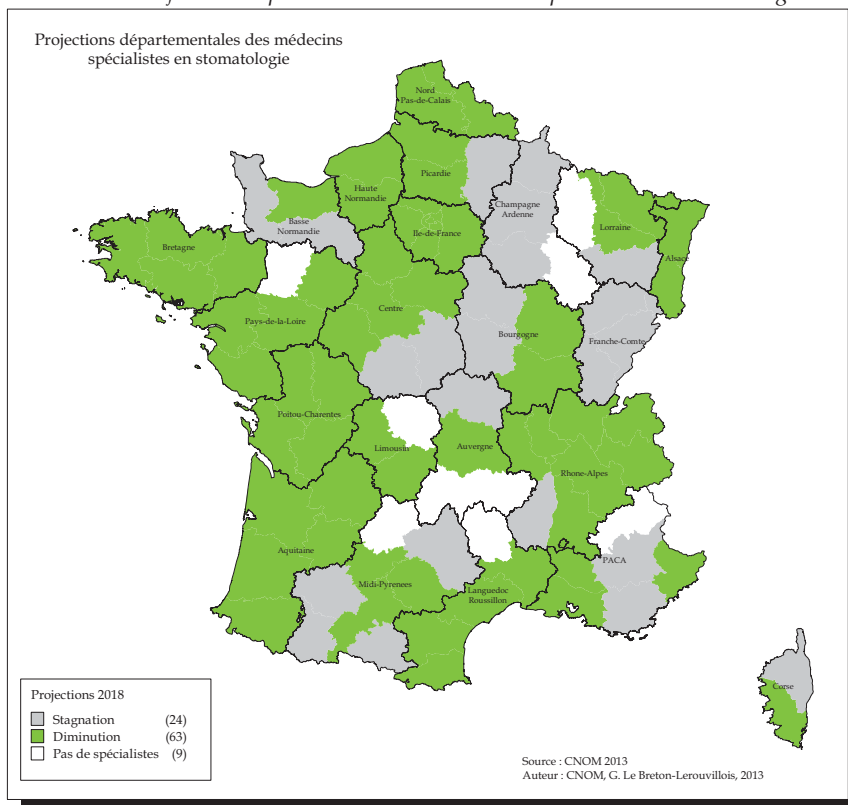 Projections départementales des médecins
spécialistes en stomatologie
Nord
Pas-de-Calais
Picardie
Haute
Normandie
Champagne
Ardenne
Basse
Normandie
Ile-de-France
Lorraine
Alsace
Bretagne
Centre
Pays-de-la-Loire
Bourgogne
Franche-Comte
Poitou-Charentes
Limousin
Auvergne
Rhone-Alpes
Aquitaine
PACA
Midi-Pyrenees
Languedoc
Roussillon
Corse
Projections 2018
Stagnation (24)
Diminution (63)
Pas de spécialistes (9)
Source : CNOM 2013
Auteur : CNOM, G. Le Breton-Lerouvillois, 2013